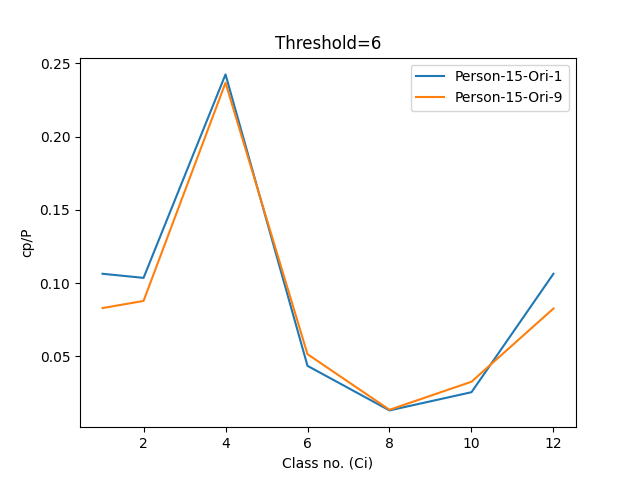 Threshold=6
Person-15-Ori-1
Person-15-Ori-9
cp/P
0.25
0.20
0.15
0.10
0.05
2 4 6 8 10 12
Class no. (Ci)